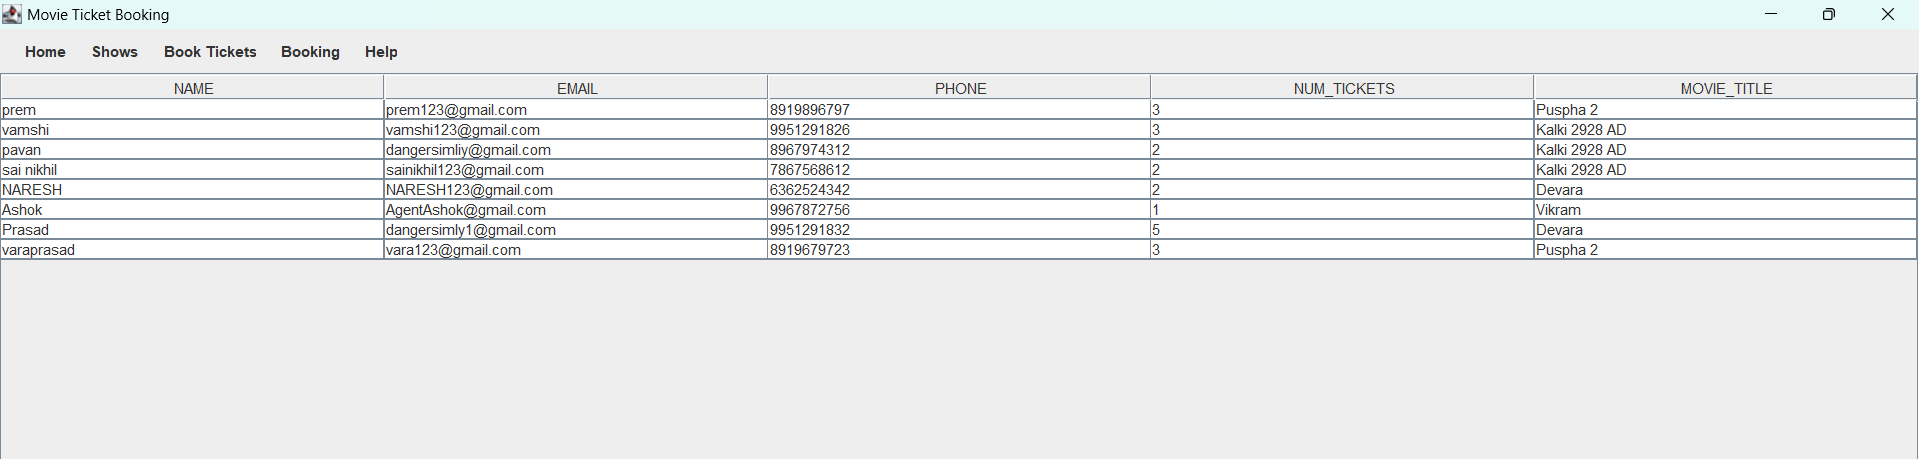 Movie Ticket Booking
Home Shows Book Tickets Booking Help
NAME EMAIL PHONE NUM_TICKETS MOVIE_TITLE
prem prem123@gmail.com 8919896797 3 Puspha 2
vamshi vamshi123@gmail.com 9951291826 3 Kalki 2928 AD
pavan dangersimliy@gmail.com 8967974312 2 Kalki 2928 AD
sai nikhil sainikhil123@gmail.com 7867568612 2 Kalki 2928 AD
NARESH NARESH123@gmail.com 6362524342 2 Devara
Ashok AgentAshok@gmail.com 9967872756 1 Vikram
Prasad dangersimly1@gmail.com 9951291832 5 Devara
varaprasad vara123@gmail.com 8919679723 3 Puspha 2